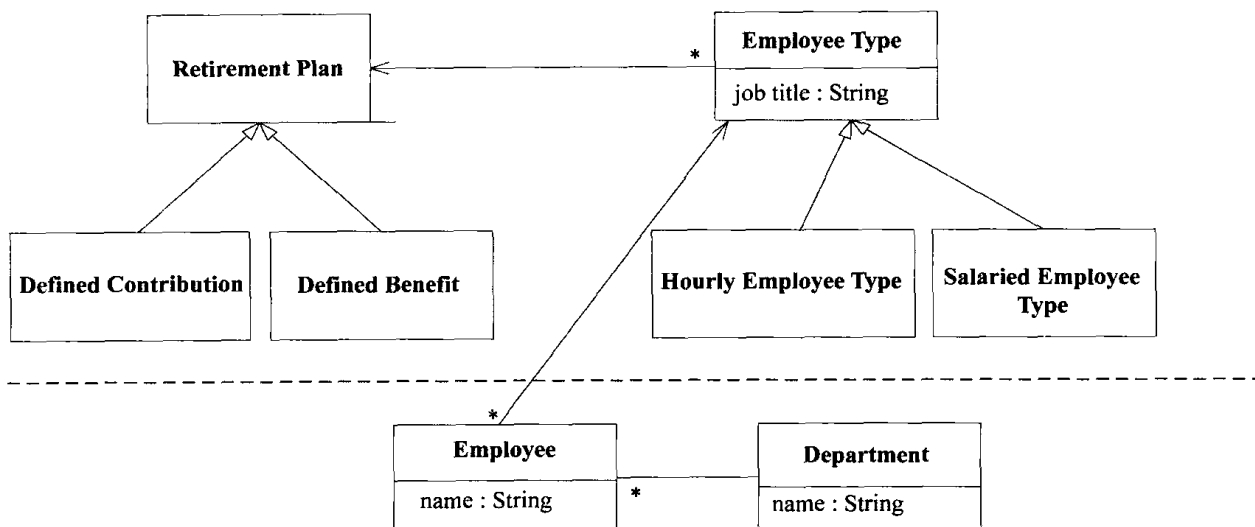 Retirement Plan
*
Employee Type
job title : String
Defined Contribution
Defined Benefit
Hourly Employee Type
Salaried Employee
Type
*
Employee
name : String
*
Department
name : String